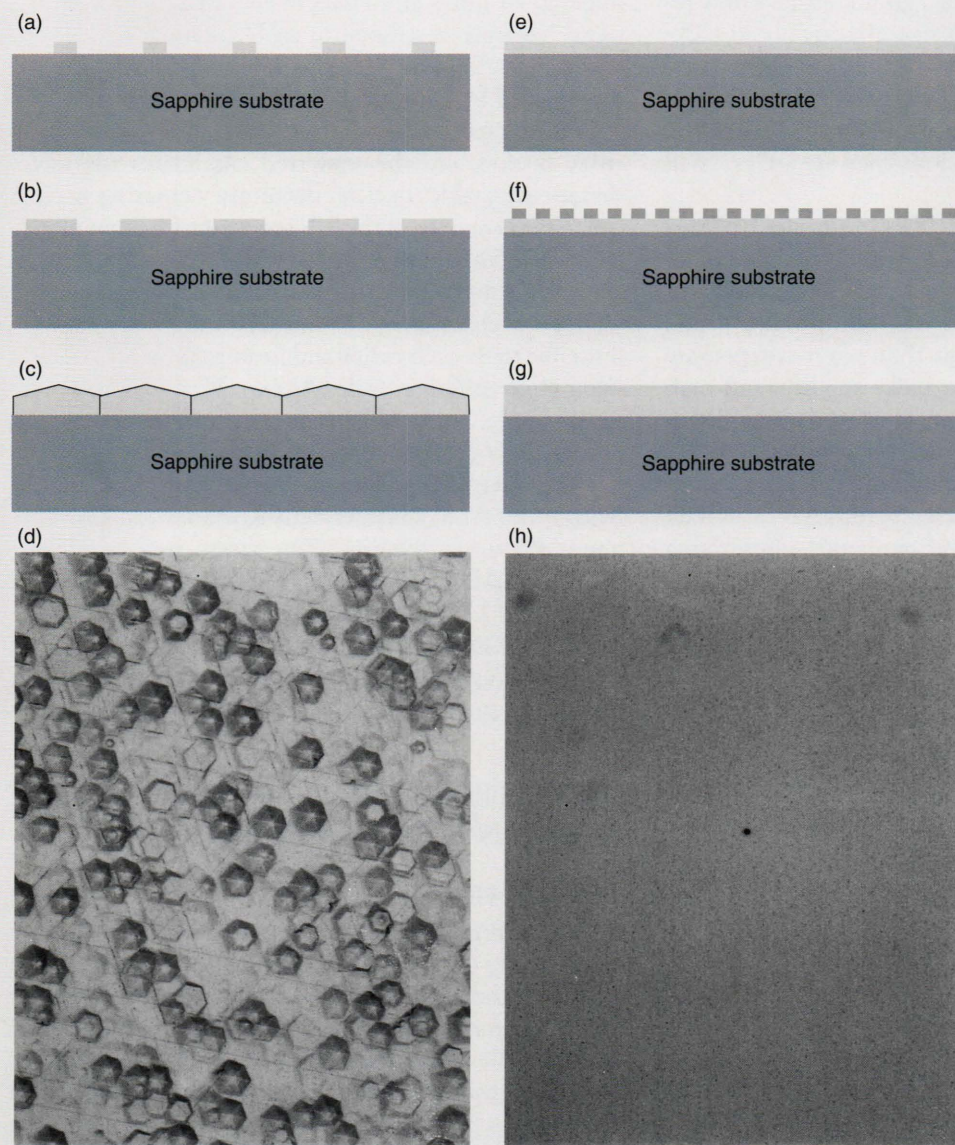 (a)
Sapphire substrate
(b)
Sapphire substrate
(c)
Sapphire substrate
(d)
(e)
Sapphire substrate
(f)
Sapphire substrate
(g)
Sapphire substrate
(h)